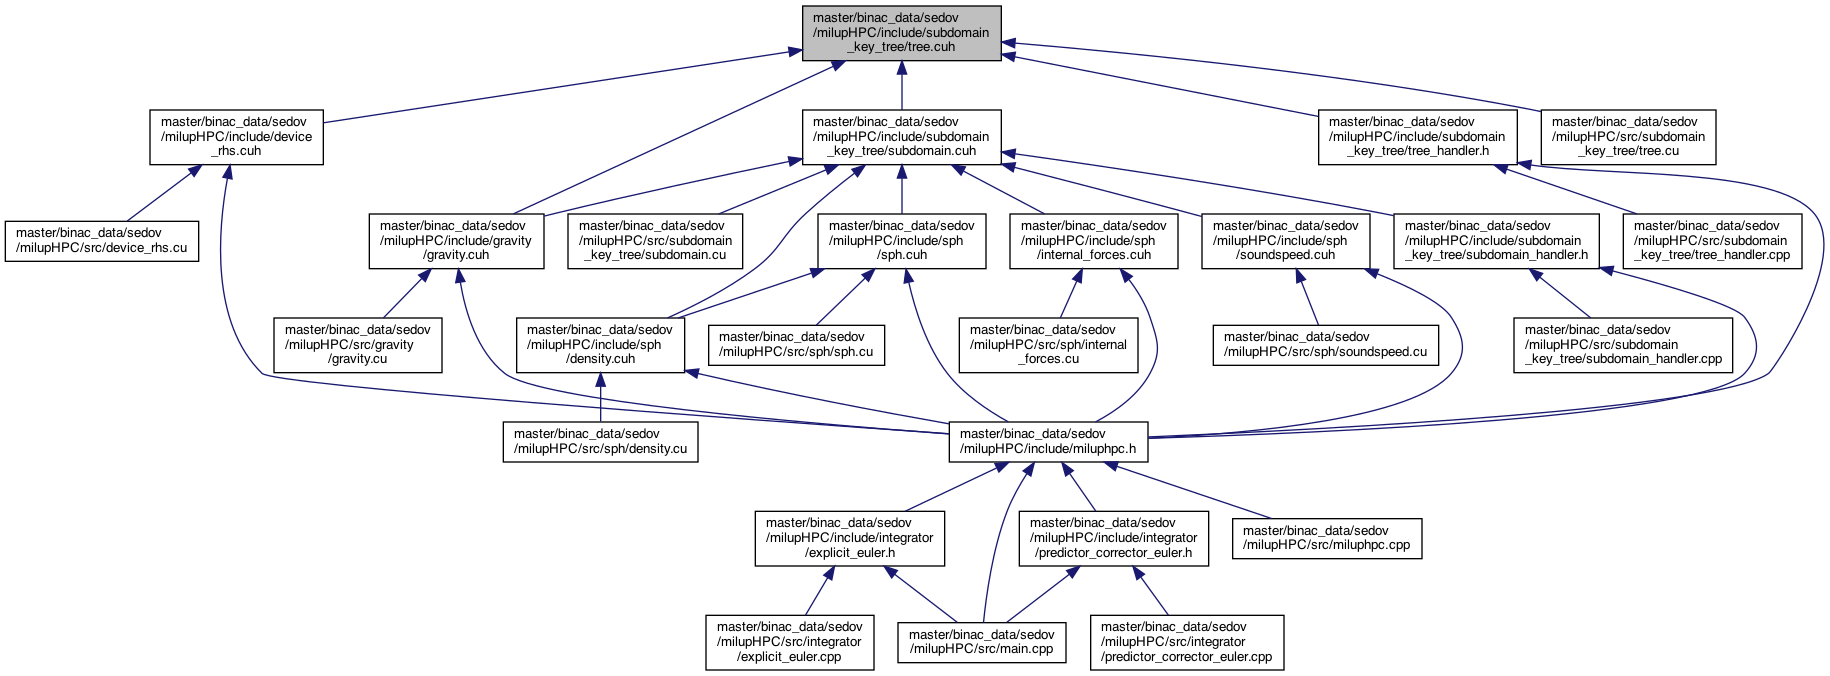 master/binac_data/sedov
/milupHPC/include/subdomain
_key_tree/tree.cuh
master/binac_data/sedov
/milupHPC/include/device
_rhs.cuh
master/binac_data/sedov
/milupHPC/include/subdomain
_key_tree/subdomain.cuh
master/binac_data/sedov
/milupHPC/include/subdomain
_key_tree/tree_handler.h
master/binac_data/sedov
/milupHPC/src/subdomain
_key_tree/tree.cu
master/binac_data/sedov
/milupHPC/src/device_rhs.cu
master/binac_data/sedov
/milupHPC/include/gravity
/gravity.cuh
master/binac_data/sedov
/milupHPC/src/subdomain
_key_tree/subdomain.cu
master/binac_data/sedov
/milupHPC/include/sph
/sph.cuh
master/binac_data/sedov
/milupHPC/include/sph
/internal_forces.cuh
master/binac_data/sedov
/milupHPC/include/sph
/soundspeed.cuh
master/binac_data/sedov
/milupHPC/include/subdomain
_key_tree/subdomain_handler.h
master/binac_data/sedov
/milupHPC/src/subdomain
_key_tree/tree_handler.cpp
master/binac_data/sedov
/milupHPC/src/gravity
/gravity.cu
master/binac_data/sedov
/milupHPC/include/sph
/density.cuh
master/binac_data/sedov
/milupHPC/src/sph/sph.cu
master/binac_data/sedov
/milupHPC/src/sph/internal
_forces.cu
master/binac_data/sedov
/milupHPC/src/sph/soundspeed.cu
master/binac_data/sedov
/milupHPC/src/subdomain
_key_tree/subdomain_handler.cpp
master/binac_data/sedov
/milupHPC/src/sph/density.cu
master/binac_data/sedov
/milupHPC/include/miluphpc.h
master/binac_data/sedov
/milupHPC/include/integrator
/explicit_euler.h
master/binac_data/sedov
/milupHPC/include/integrator
/predictor_corrector_euler.h
master/binac_data/sedov
/milupHPC/src/miluphpc.cpp
master/binac_data/sedov
/milupHPC/src/integrator
/explicit_euler.cpp
master/binac_data/sedov
/milupHPC/src/main.cpp
master/binac_data/sedov
/milupHPC/src/integrator
/predictor_corrector_euler.cpp